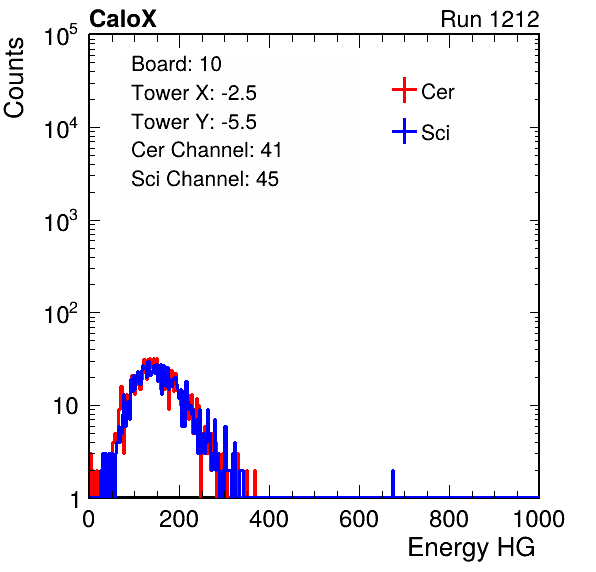 CaloX Run 1212
Counts
10^5
10^4
10^3
10^2
10
1
Board: 10
Tower X: -2.5
Tower Y: -5.5
Cer Channel: 41
Sci Channel: 45
Cer
Sci
0 200 400 600 800 1000
Energy HG